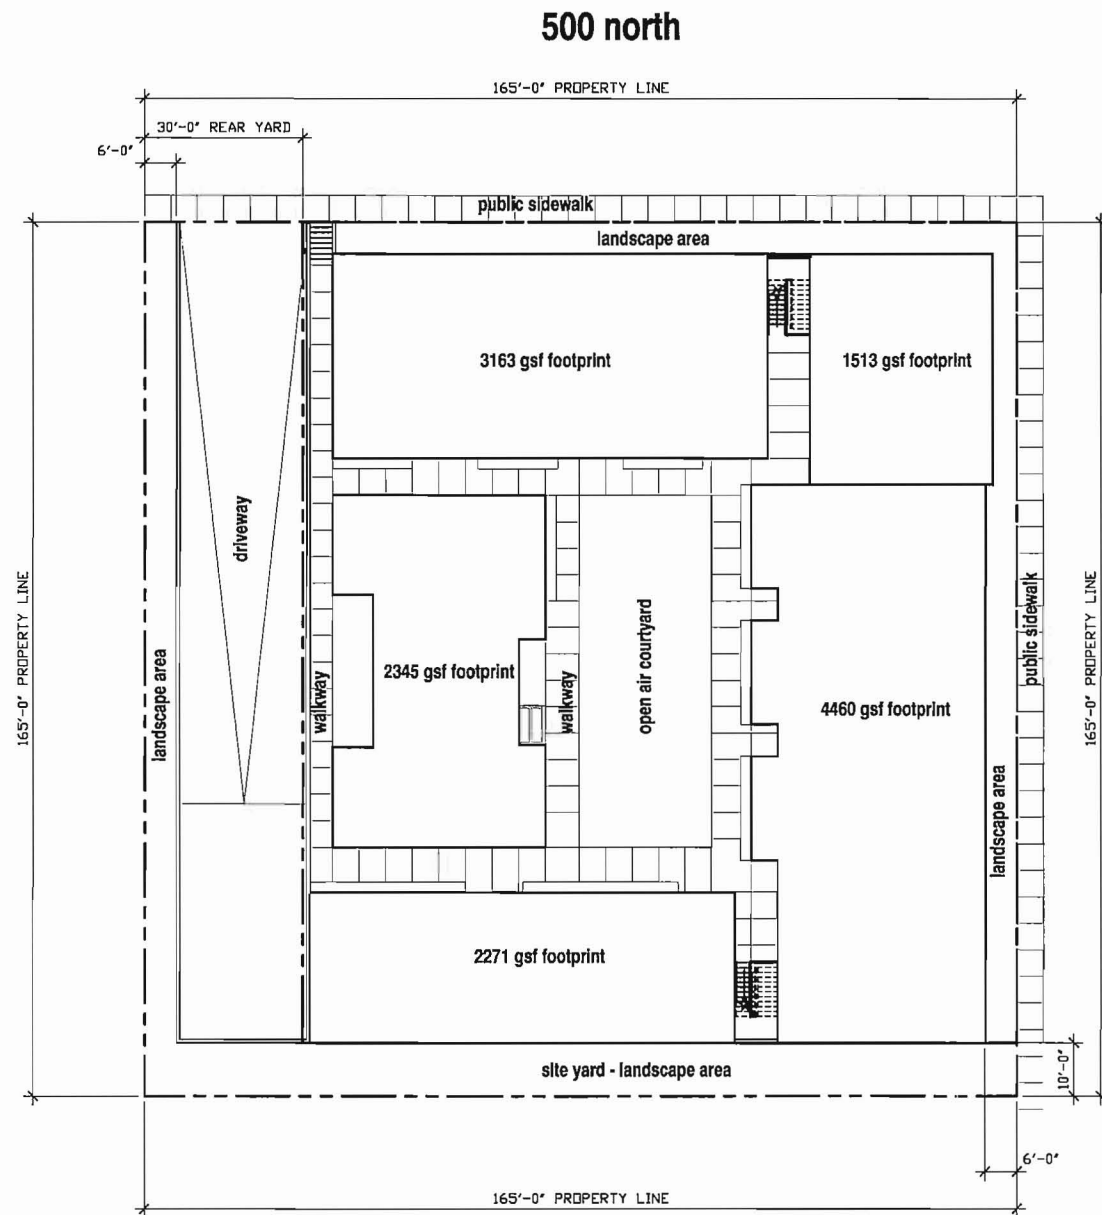 500 north
165'-0" PROPERTY LINE
30'-0" REAR YARD
6'-0"
public sidewalk
landscape area
3163 gsf footprint
1513 gsf footprint
driveway
165'-0" PROPERTY LINE
landscape area
walkway
2345 gsf footprint
walkway
open air courtyard
4460 gsf footprint
landscape area
public sidewalk
165'-0" PROPERTY LINE
2271 gsf footprint
site yard - landscape area
10'-0"
6'-0"
165'-0" PROPERTY LINE